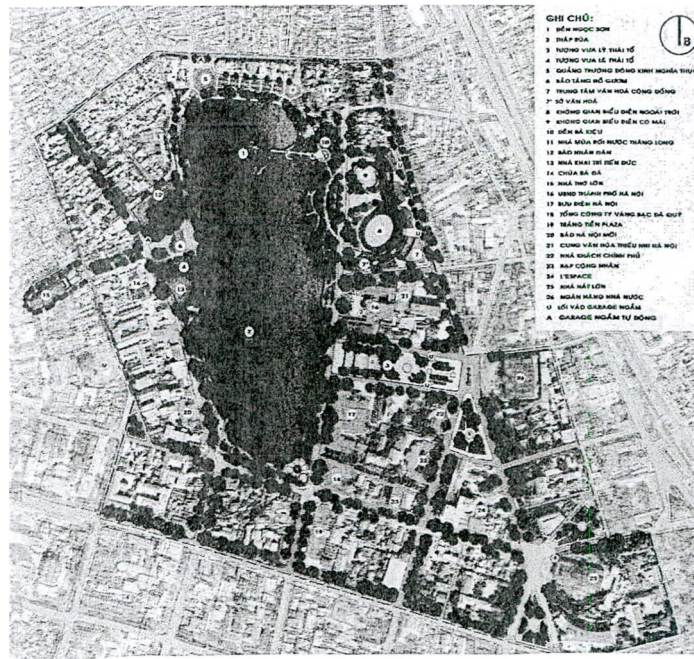 GHI CHÚ:
1 ĐỀN NGỌC SƠN
2 THÁP RÙA
3 TƯỢNG VUA LÝ THÁI TỔ
4 TƯỢNG VUA LÊ THÁI TỔ
5 QUẢNG TRƯỜNG ĐÔNG KINH NGHĨA THỤC
6 BẢO TÀNG HỒ GƯƠM
7 TRUNG TÂM VĂN HOÁ CỘNG ĐỒNG
7' SỞ VĂN HOÁ
8 KHÔNG GIAN BIỂU DIỄN NGOÀI TRỜI
9 KHÔNG GIAN BIỂU DIỄN CÓ MÁI
10 ĐỀN BÀ KIỆU
11 NHÀ MÚA RỐI NƯỚC THĂNG LONG
12 BÁO NHÂN DÂN
13 NHÀ KHAI TRÍ TIẾN ĐỨC
14 CHÙA BÀ ĐÁ
15 NHÀ THỜ LỚN
16 UBND THÀNH PHỐ HÀ NỘI
17 BƯU ĐIỆN HÀ NỘI
18 TỔNG CÔNG TY VÀNG BẠC ĐÁ QUÝ
19 TRÀNG TIỀN PLAZA
20 BÁO HÀ NỘI MỚI
21 CUNG VĂN HÓA THIẾU NHI HÀ NỘI
22 NHÀ KHÁCH CHÍNH PHỦ
23 RẠP CÔNG NHÂN
24 L'ESPACE
25 NHÀ HÁT LỚN
26 NGÂN HÀNG NHÀ NƯỚC
U LỐI VÀO GARAGE NGẦM
A GARAGE NGẦM TỰ ĐỘNG
B